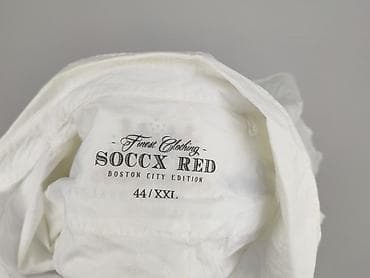 - Finest Clothing -
SOCCX RED
BOSTON CITY EDITION
44/XXL